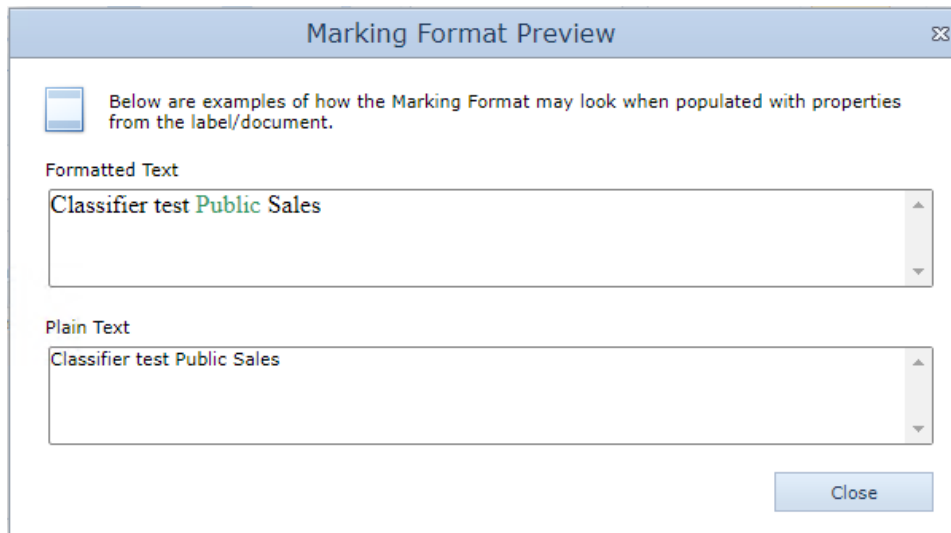 Marking Format Preview
Below are examples of how the Marking Format may look when populated with properties
from the label/document.
Formatted Text
Classifier test Public Sales
Plain Text
Classifier test Public Sales
Close